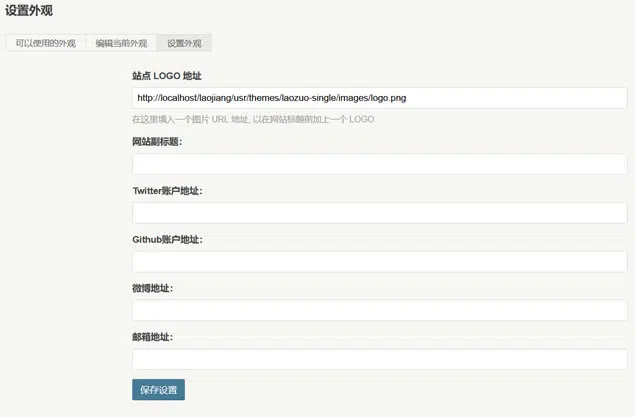 设置外观
可以使用的外观 编辑当前外观 设置外观
站点 LOGO 地址
http://localhost/laojiang/usr/themes/laozuo-single/images/logo.png
在这里填入一个图片 URL 地址, 以在网站标题前加上一个 LOGO
网站副标题：
Twitter账户地址：
Github账户地址：
微博地址：
邮箱地址：
保存设置